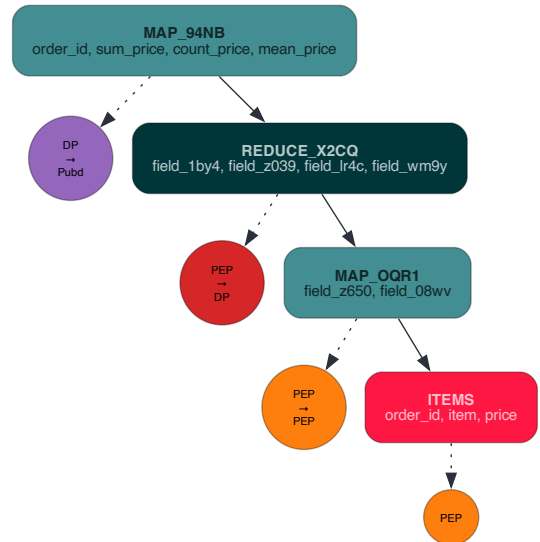 MAP_94NB
order_id, sum_price, count_price, mean_price
DP
→
Pubd
REDUCE_X2CQ
field_1by4, field_z039, field_lr4c, field_wm9y
PEP
→
DP
MAP_OQR1
field_z650, field_08wv
PEP
→
PEP
ITEMS
order_id, item, price
PEP